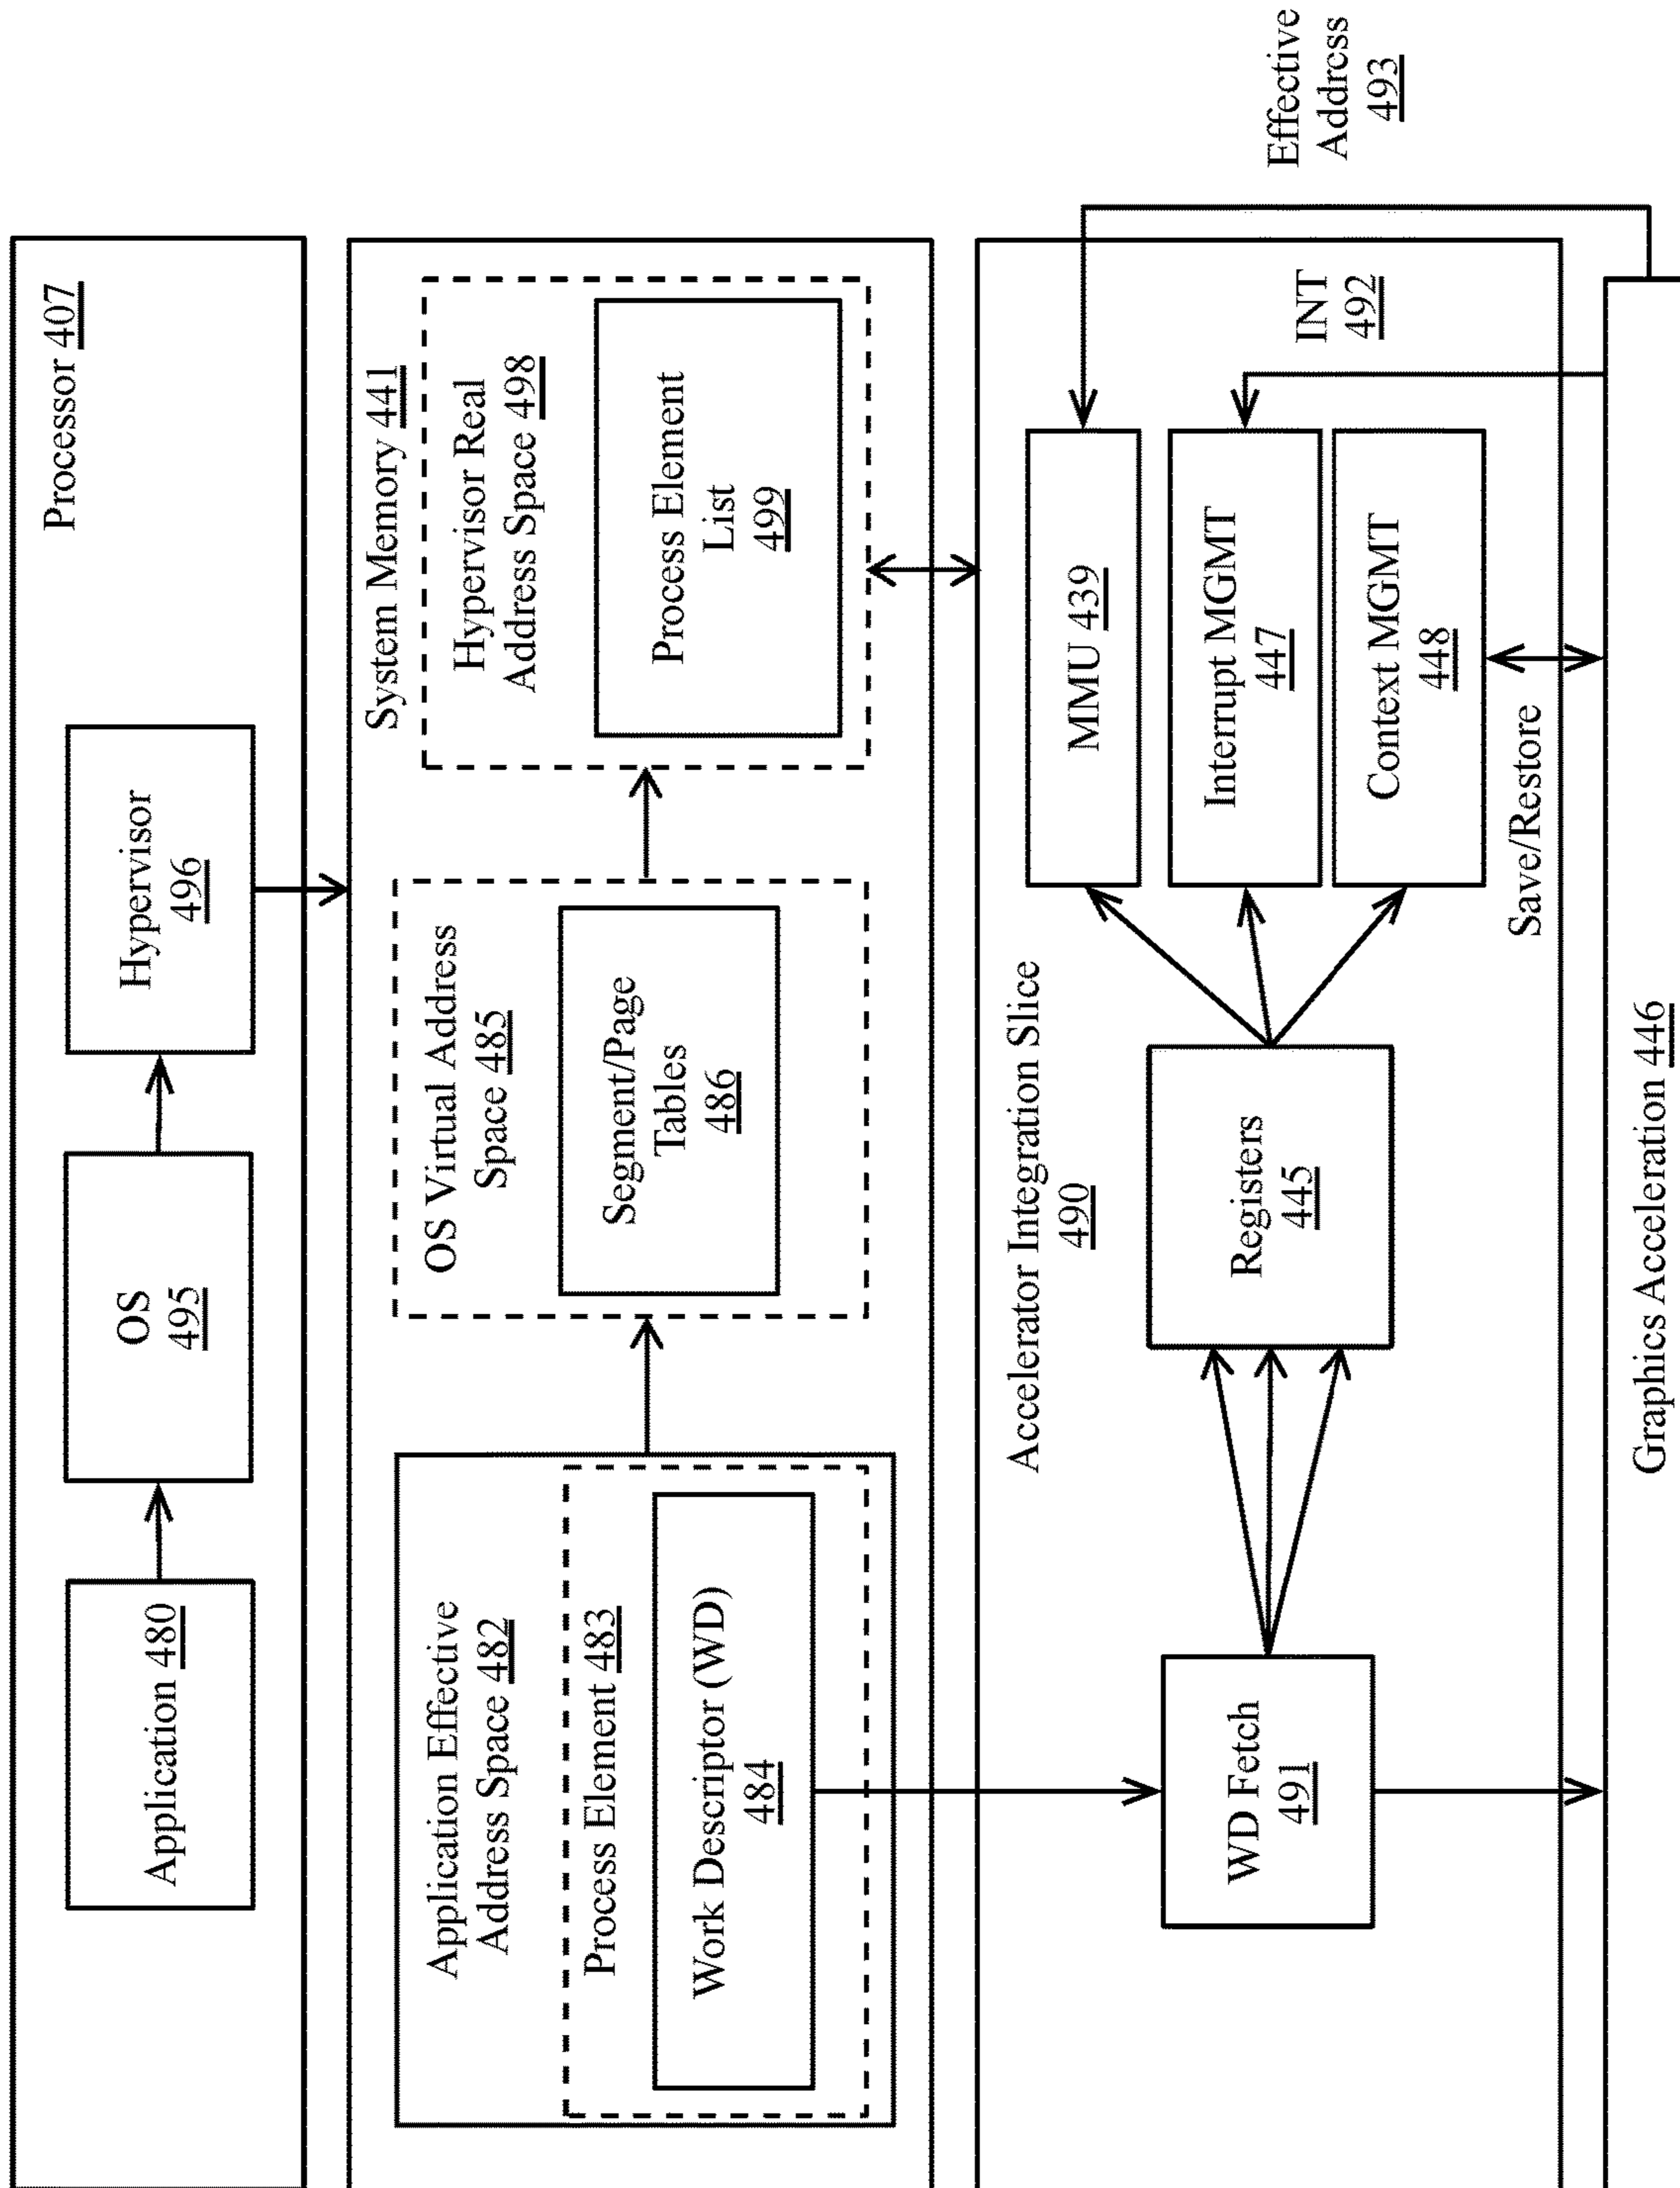 Processor 407
Application 480
OS
495
Hypervisor
496
System Memory 441
Application Effective
Address Space 482
Process Element 483
Work Descriptor (WD)
484
OS Virtual Address
Space 485
Segment/Page
Tables
486
Hypervisor Real
Address Space 498
Process Element
List
499
Accelerator Integration Slice
490
WD Fetch
491
Registers
445
MMU 439
Interrupt MGMT
447
Context MGMT
448
INT
492
Effective
Address
493
Save/Restore
Graphics Acceleration 446